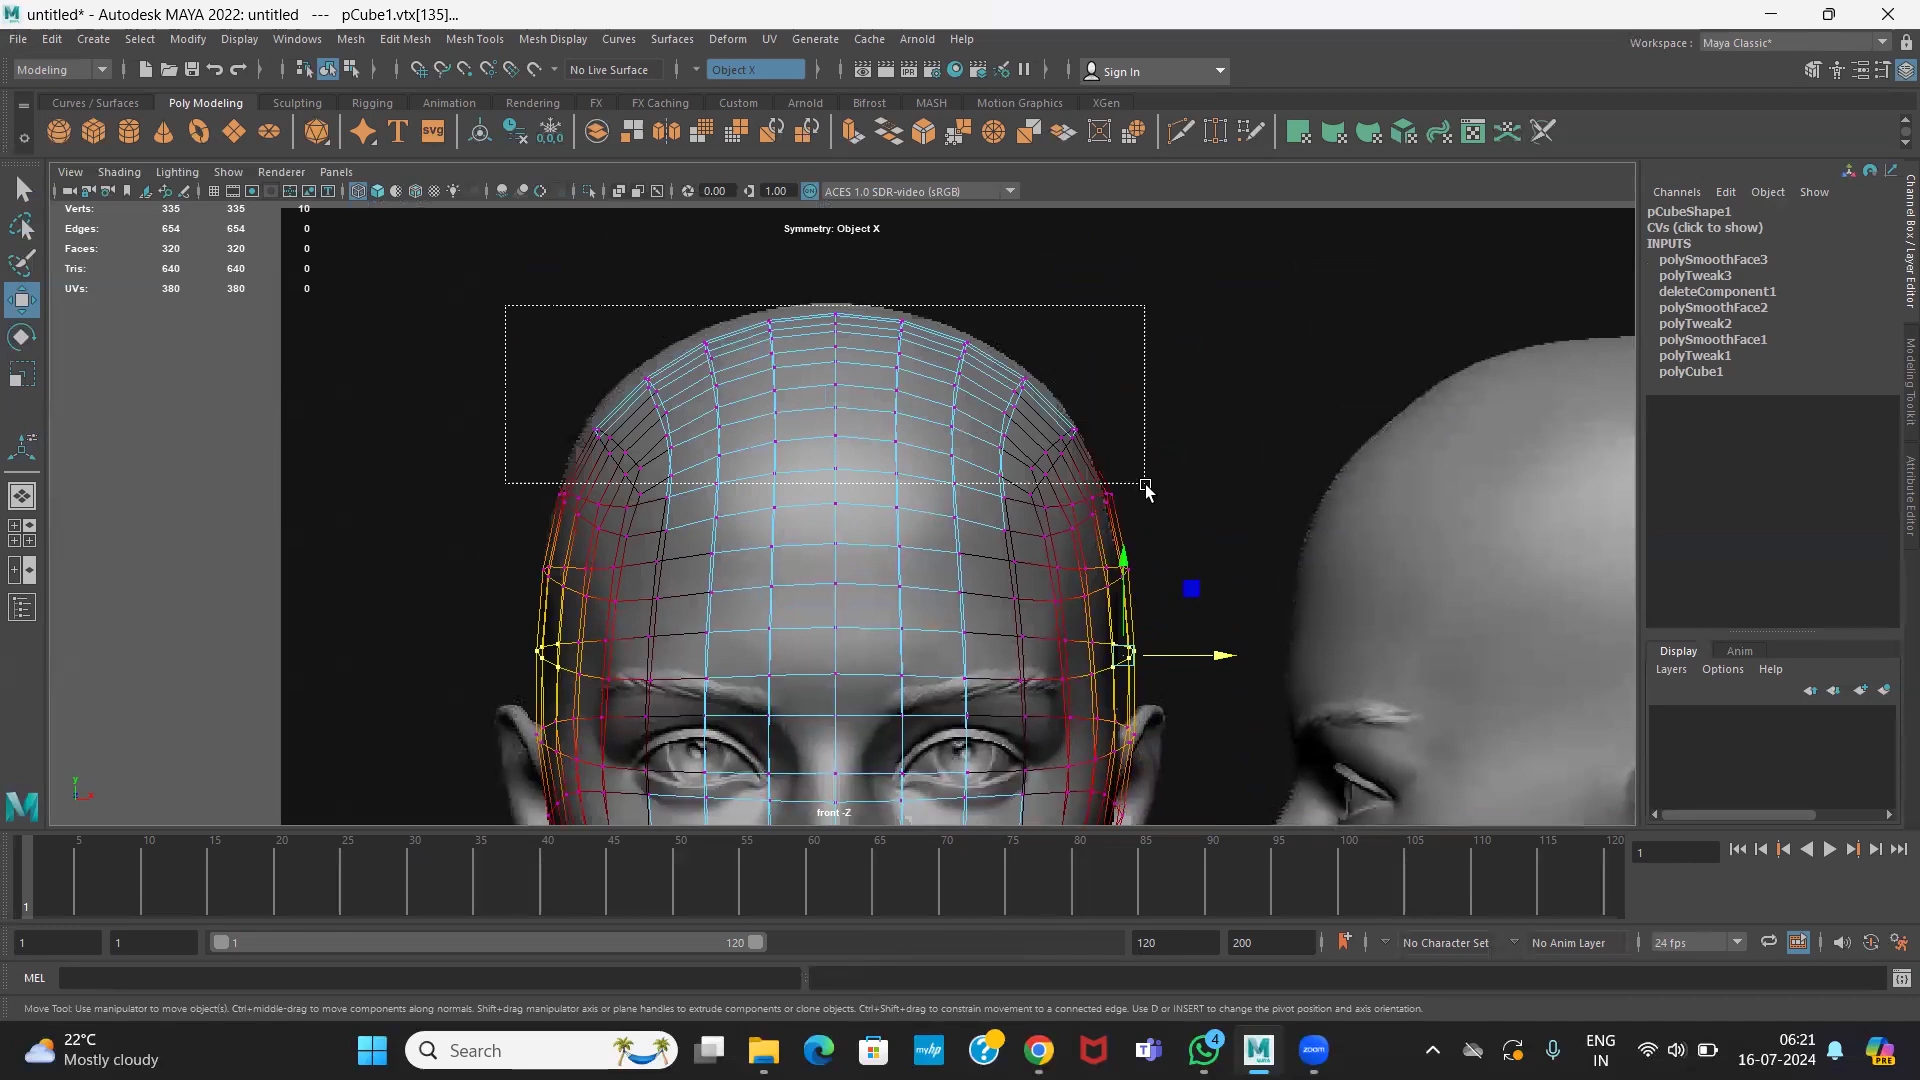 untitled* - Autodesk MAYA 2022: untitled --- pCube1.vtx[135]...
File Edit Create Select Modify Display Windows Mesh Edit Mesh Mesh Tools Mesh Display Curves Surfaces Deform UV Generate Cache Arnold Help
Workspace : Maya Classic*
Modeling No Live Surface Object X Sign In
Curves / Surfaces Poly Modeling Sculpting Rigging Animation Rendering FX FX Caching Custom Arnold Bifrost MASH Motion Graphics XGen
View Shading Lighting Show Renderer Panels
0.00 1.00 ACES 1.0 SDR-video (sRGB)
Verts: 335 335 10
Edges: 654 654 0
Faces: 320 320 0
Tris: 640 640 0
UVs: 380 380 0
Symmetry: Object X
front -Z
Channels Edit Object Show
pCubeShape1
CVs (click to show)
INPUTS
polySmoothFace3
polyTweak3
deleteComponent1
polySmoothFace2
polyTweak2
polySmoothFace1
polyTweak1
polyCube1
Channel Box / Layer Editor
Modeling Toolkit
Attribute Editor
Display Anim
Layers Options Help
5 10 15 20 25 30 35 40 45 50 55 60 65 70 75 80 85 90 95 100 105 110 115 120
1
1
1 1 1 120 120 200 No Character Set No Anim Layer 24 fps
MEL
Move Tool: Use manipulator to move object(s). Ctrl+middle-drag to move components along normals. Shift+drag manipulator axis or plane handles to extrude components or clone objects. Ctrl+Shift+drag to constrain movement to a connected edge. Use D or INSERT to change the pivot position and axis orientation.
22°C
Mostly cloudy
Search
4
zoom
ENG
IN
06:21
16-07-2024